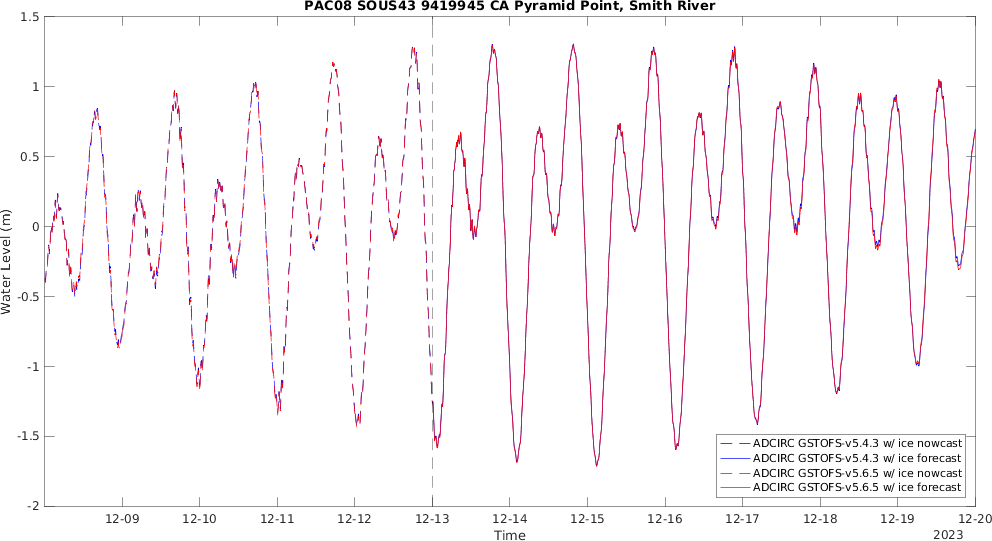 PAC08 SOUS43 9419945 CA Pyramid Point, Smith River
1.5
1
0.5
0
-0.5
-1
-1.5
-2
Water Level (m)
ADCIRC GSTOFS-v5.4.3 w/ ice nowcast
ADCIRC GSTOFS-v5.4.3 w/ ice forecast
ADCIRC GSTOFS-v5.6.5 w/ ice nowcast
ADCIRC GSTOFS-v5.6.5 w/ ice forecast
12-09 12-10 12-11 12-12 12-13 12-14 12-15 12-16 12-17 12-18 12-19 12-20
Time
2023